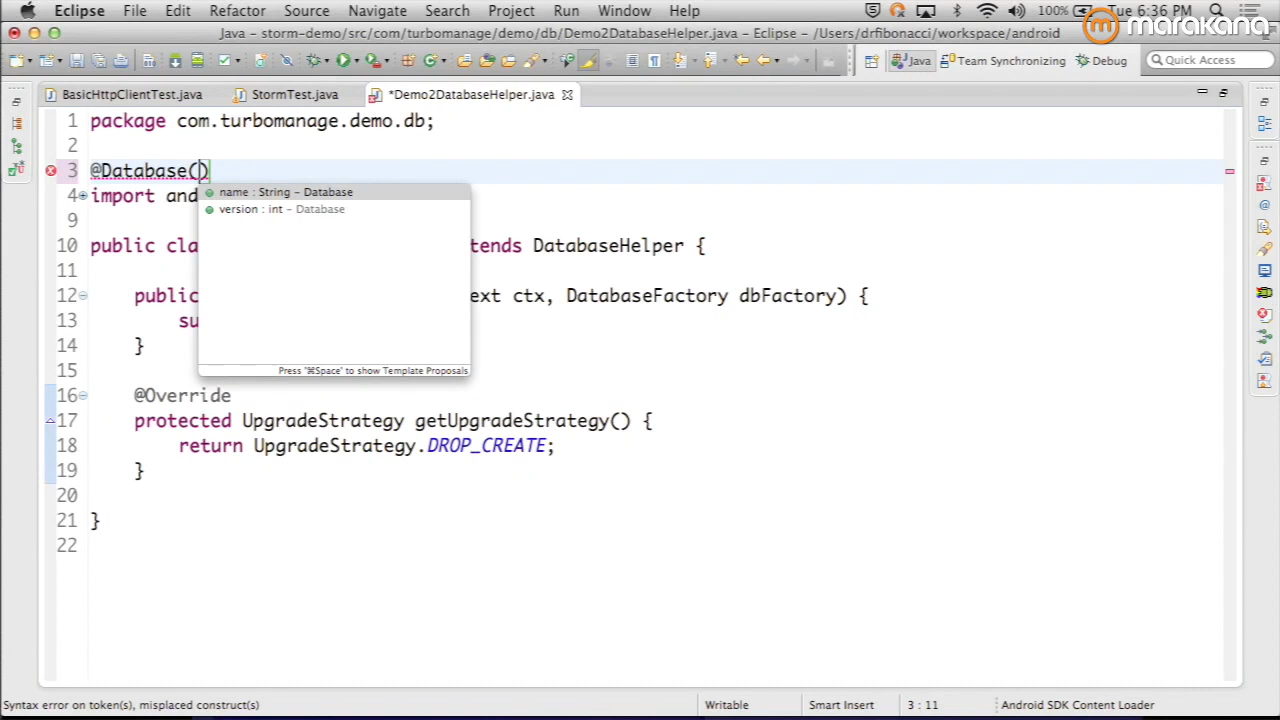 Eclipse File Edit Refactor Source Navigate Search Project Run Window Help 100% Tue 6:36 PM
marakana
Java - storm-demo/src/com/turbomanage/demo/db/Demo2DatabaseHelper.java - Eclipse - /Users/drfibonacci/workspace/android
Java Team Synchronizing Debug Quick Access
BasicHttpClientTest.java StormTest.java *Demo2DatabaseHelper.java
1 package com.turbomanage.demo.db;
2
3 @Database()
name : String - Database
version : int - Database
Press '⌘Space' to show Template Proposals
4 import and
9
10 public cla tends DatabaseHelper {
11
12 public ext ctx, DatabaseFactory dbFactory) {
13 su
14 }
15
16 @Override
17 protected UpgradeStrategy getUpgradeStrategy() {
18 return UpgradeStrategy.DROP_CREATE;
19 }
20
21 }
22
Syntax error on token(s), misplaced construct(s) Writable Smart Insert 3 : 11 Android SDK Content Loader